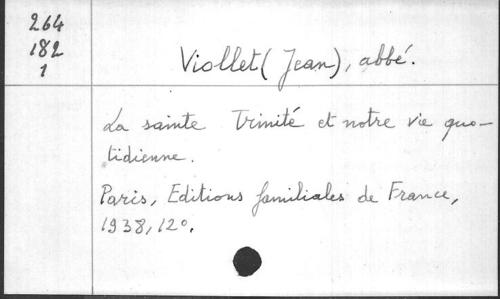 264
182
1
Viollet (Jean), abbé.
La sainte Trinité et notre vie quo-
tidienne.
Paris, Editions familiales de France,
1938, 12°.